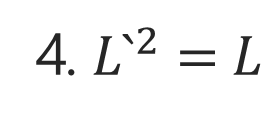 4. L`² = L